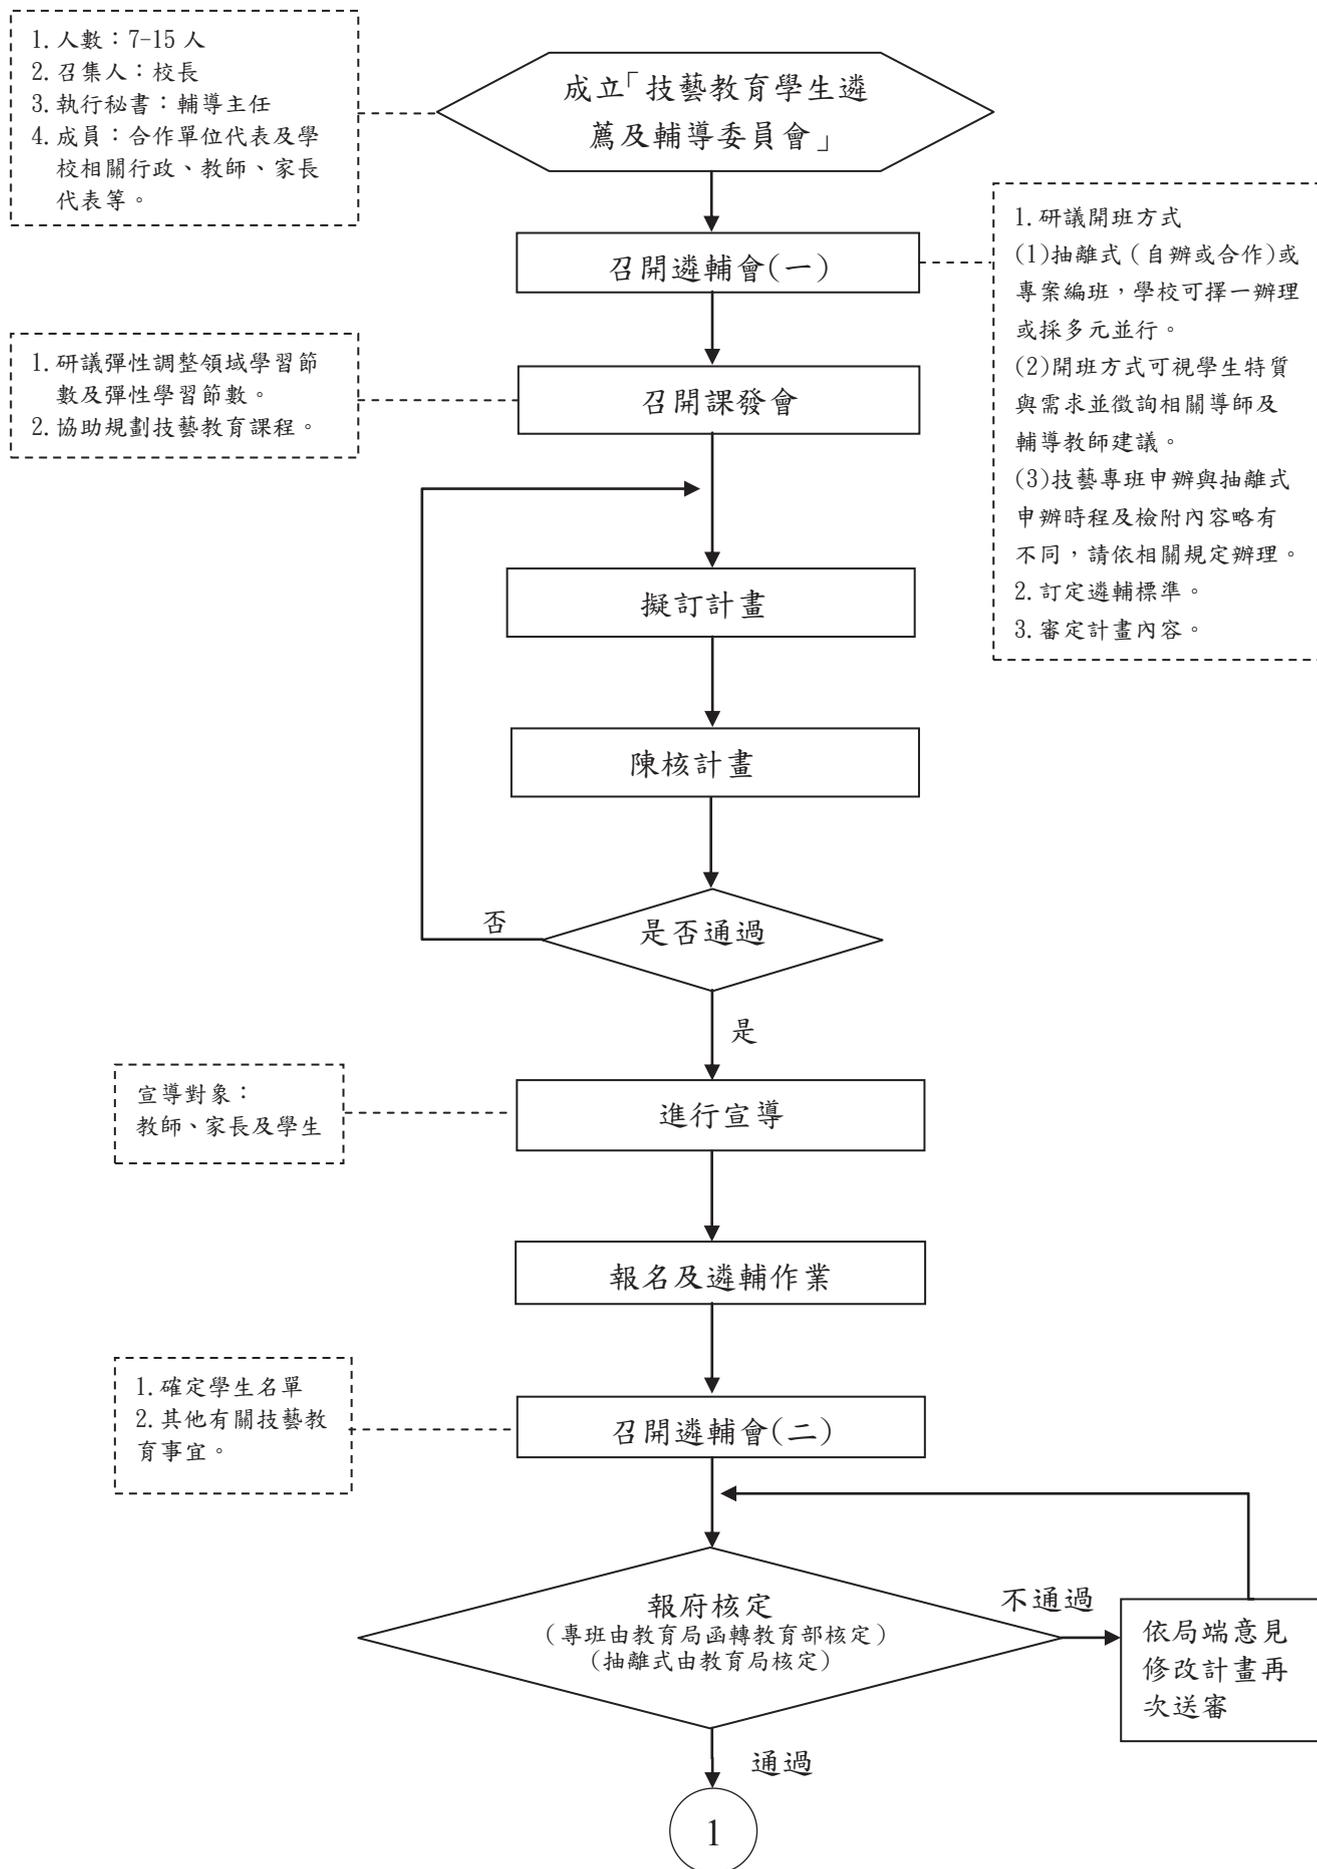 1.人數：7-15人
2.召集人：校長
3.執行秘書：輔導主任
4.成員：合作單位代表及學
校相關行政、教師、家長
代表等。
成立「技藝教育學生遴
薦及輔導委員會」
召開遴輔會(一)
1.研議開班方式
(1)抽離式（自辦或合作)或
專案編班，學校可擇一辦理
或採多元並行。
(2)開班方式可視學生特質
與需求並徵詢相關導師及
輔導教師建議。
(3)技藝專班申辦與抽離式
申辦時程及檢附內容略有
不同，請依相關規定辦理。
2.訂定遴輔標準。
3.審定計畫內容。
1.研議彈性調整領域學習節
數及彈性學習節數。
2.協助規劃技藝教育課程。
召開課發會
擬訂計畫
陳核計畫
是否通過
否
是
宣導對象：
教師、家長及學生
進行宣導
報名及遴輔作業
1.確定學生名單
2.其他有關技藝教
育事宜。
召開遴輔會(二)
報府核定
（專班由教育局函轉教育部核定）
（抽離式由教育局核定）
不通過
依局端意見
修改計畫再
次送審
通過
1